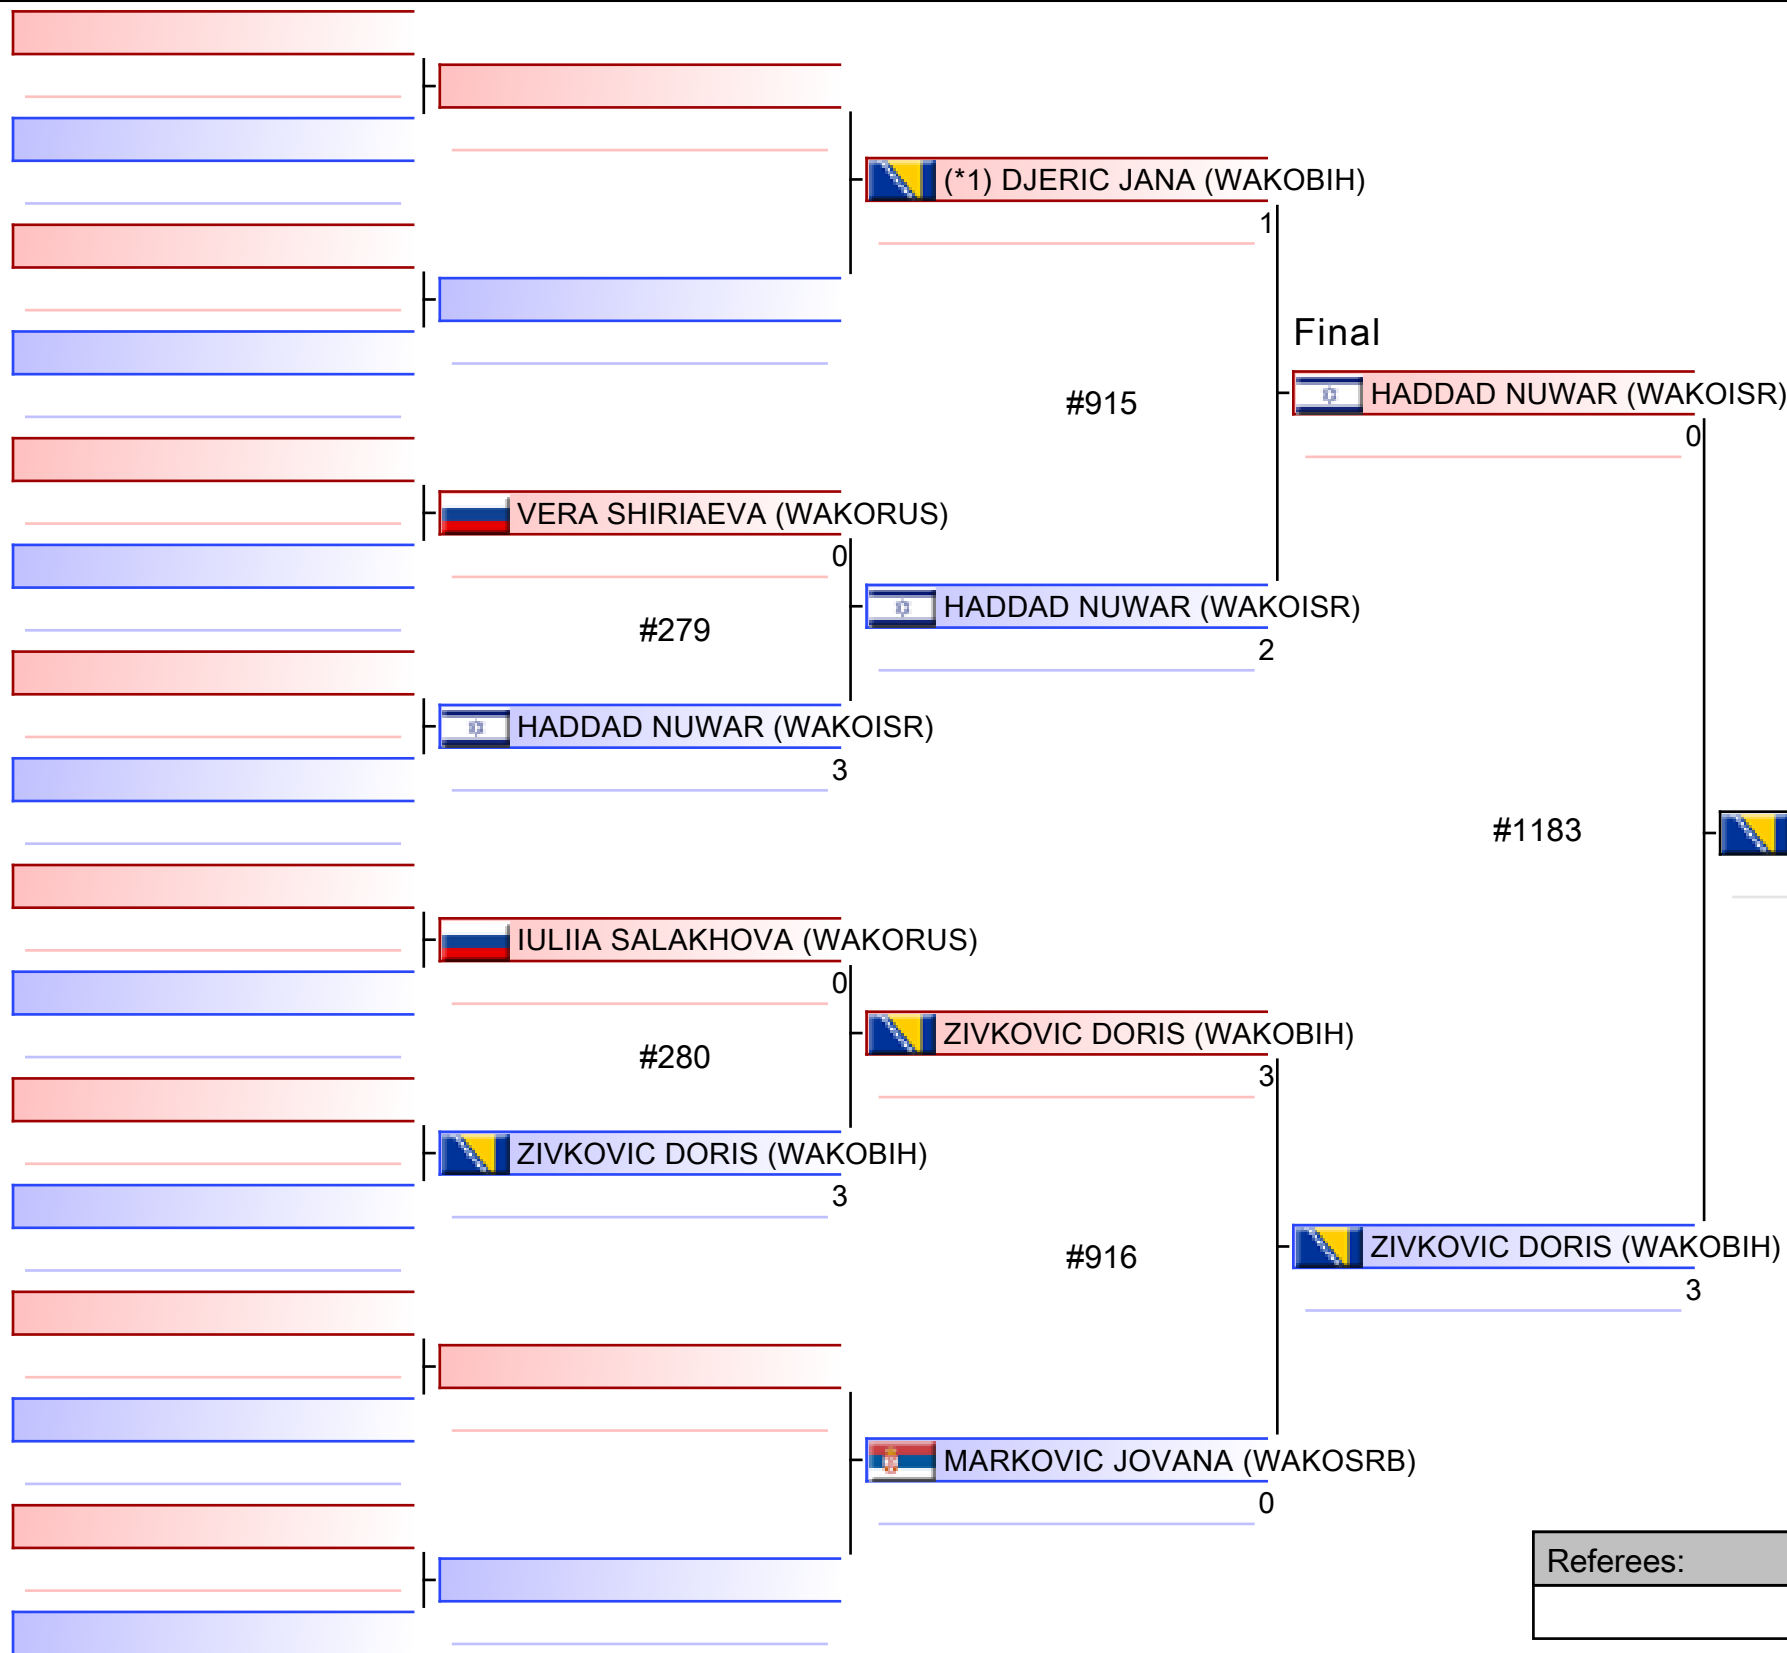 (*1) DJERIC JANA (WAKOBIH)
1
Final
#915
HADDAD NUWAR (WAKOISR)
0
VERA SHIRIAEVA (WAKORUS)
0
#279
HADDAD NUWAR (WAKOISR)
2
HADDAD NUWAR (WAKOISR)
3
#1183
IULIIA SALAKHOVA (WAKORUS)
0
#280
ZIVKOVIC DORIS (WAKOBIH)
3
ZIVKOVIC DORIS (WAKOBIH)
3
#916
ZIVKOVIC DORIS (WAKOBIH)
3
MARKOVIC JOVANA (WAKOSRB)
0
Referees: